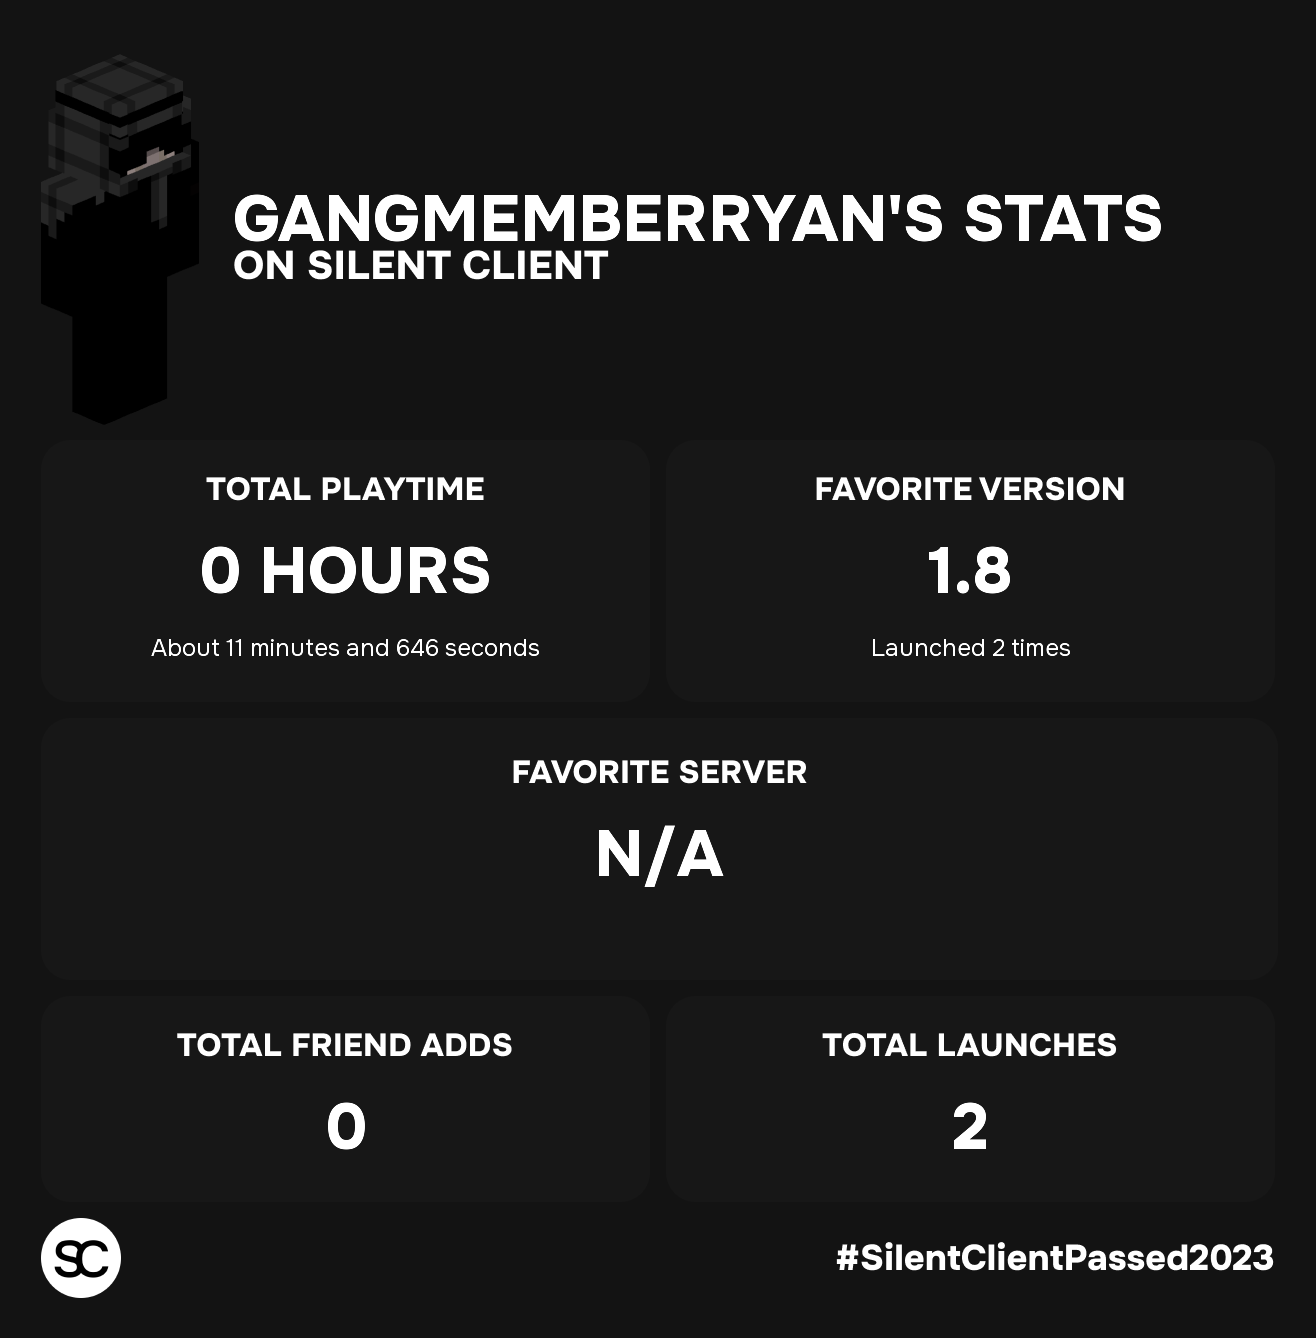 GANGMEMBERRYAN'S STATS
ON SILENT CLIENT
TOTAL PLAYTIME
0 HOURS
About 11 minutes and 646 seconds
FAVORITE VERSION
1.8
Launched 2 times
FAVORITE SERVER
N/A
TOTAL FRIEND ADDS
0
TOTAL LAUNCHES
2
SC
#SilentClientPassed2023